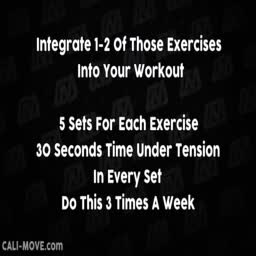 Integrate 1-2 Of Those Exercises
Into Your Workout
5 Sets For Each Exercise
30 Seconds Time Under Tension
In Every Set
Do This 3 Times A Week
CALI-MOVE.com